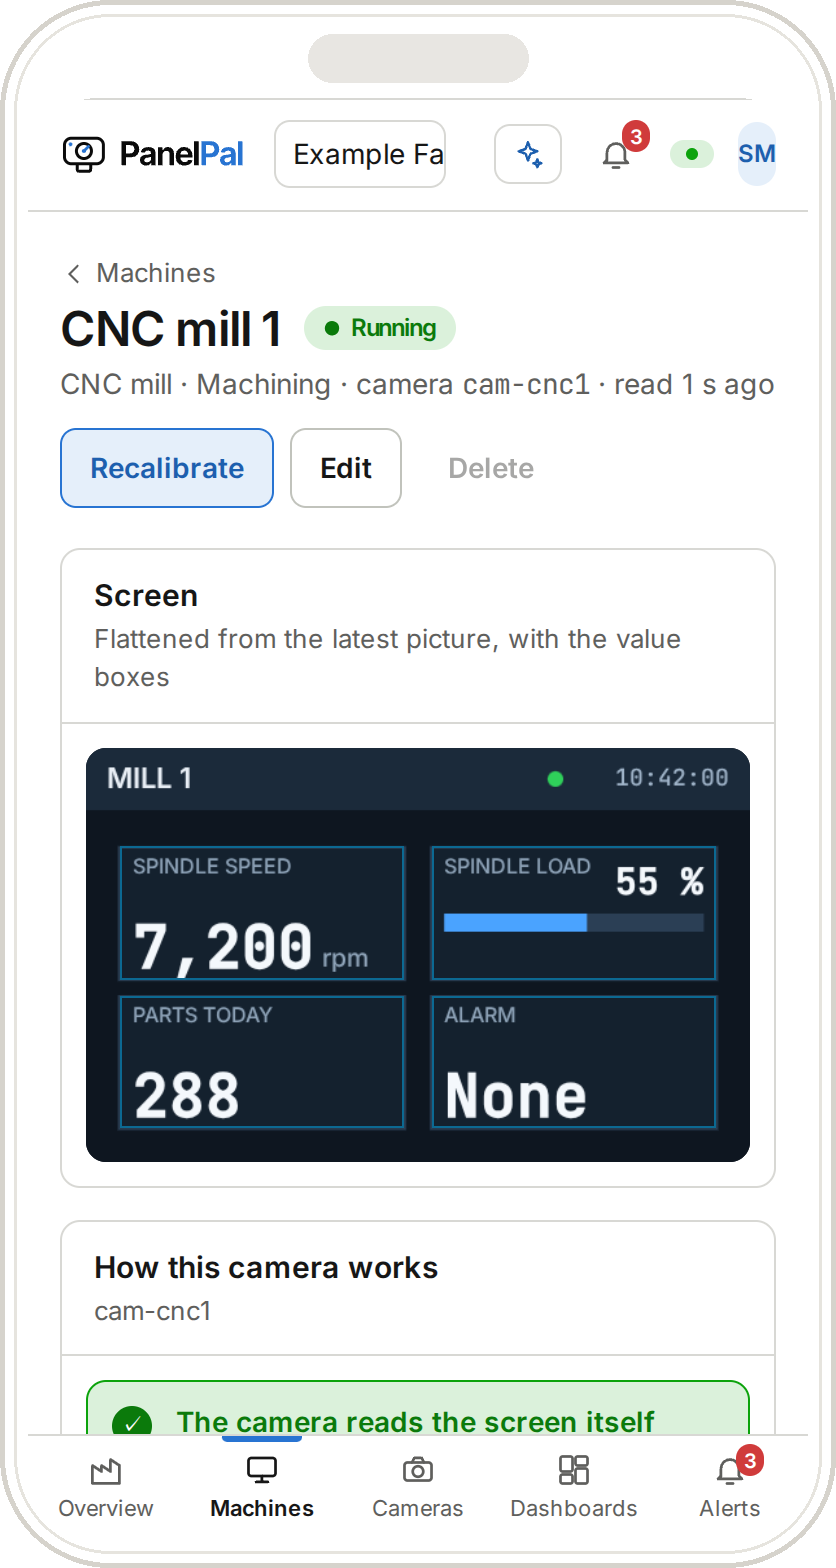 PanelPal
Example Fa
3
SM
Machines
CNC mill 1
Running
CNC mill · Machining · camera cam-cnc1 · read 1 s ago
Recalibrate
Edit
Delete
Screen
Flattened from the latest picture, with the value
boxes
MILL 1
10:42:00
SPINDLE SPEED
7,200 rpm
SPINDLE LOAD
55 %
PARTS TODAY
288
ALARM
None
How this camera works
cam-cnc1
The camera reads the screen itself
Overview
Machines
Cameras
Dashboards
3
Alerts